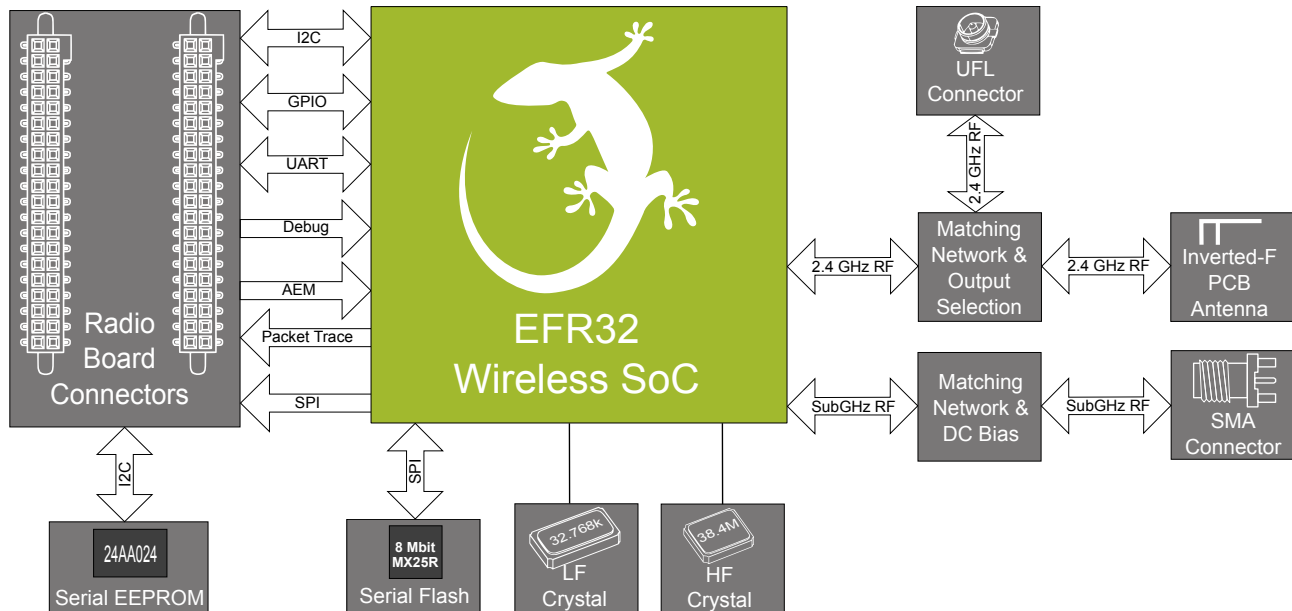 I2C
GPIO
UART
Debug
AEM
Packet Trace
SPI
Radio
Board
Connectors
I2C
24AA024
Serial EEPROM
EFR32
Wireless SoC
SPI
8 Mbit
MX25R
Serial Flash
32.768k
LF
Crystal
38.4M
HF
Crystal
UFL
Connector
2.4 GHz RF
2.4 GHz RF
Matching
Network &
Output
Selection
2.4 GHz RF
Inverted-F
PCB
Antenna
SubGHz RF
Matching
Network &
DC Bias
SubGHz RF
SMA
Connector